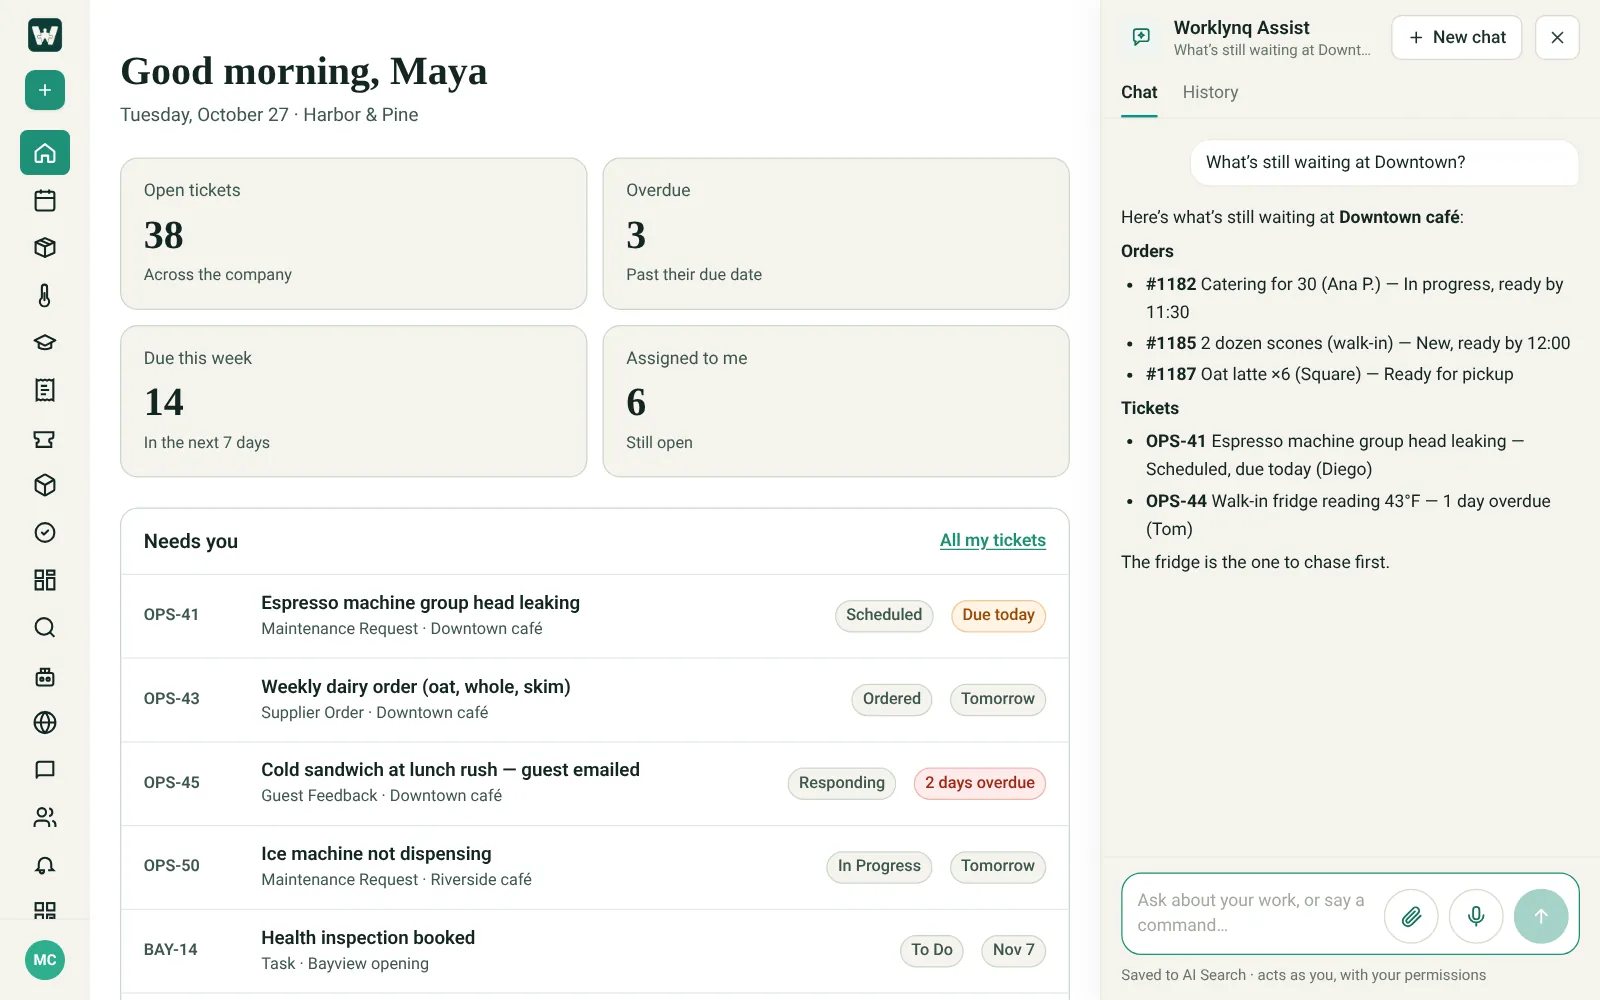 W
Good morning, Maya
Tuesday, October 27 · Harbor & Pine
Open tickets
38
Across the company
Overdue
3
Past their due date
Due this week
14
In the next 7 days
Assigned to me
6
Still open
Needs you
All my tickets
OPS-41
Espresso machine group head leaking
Maintenance Request · Downtown café
Scheduled
Due today
OPS-43
Weekly dairy order (oat, whole, skim)
Supplier Order · Downtown café
Ordered
Tomorrow
OPS-45
Cold sandwich at lunch rush — guest emailed
Guest Feedback · Downtown café
Responding
2 days overdue
OPS-50
Ice machine not dispensing
Maintenance Request · Riverside café
In Progress
Tomorrow
BAY-14
Health inspection booked
Task · Bayview opening
To Do
Nov 7
MC
Worklynq Assist
What's still waiting at Downt...
New chat
Chat
History
What's still waiting at Downtown?
Here's what's still waiting at Downtown café:
Orders
• #1182 Catering for 30 (Ana P.) — In progress, ready by
11:30
• #1185 2 dozen scones (walk-in) — New, ready by 12:00
• #1187 Oat latte ×6 (Square) — Ready for pickup
Tickets
• OPS-41 Espresso machine group head leaking —
Scheduled, due today (Diego)
• OPS-44 Walk-in fridge reading 43°F — 1 day overdue
(Tom)
The fridge is the one to chase first.
Ask about your work, or say a
command...
Saved to AI Search · acts as you, with your permissions